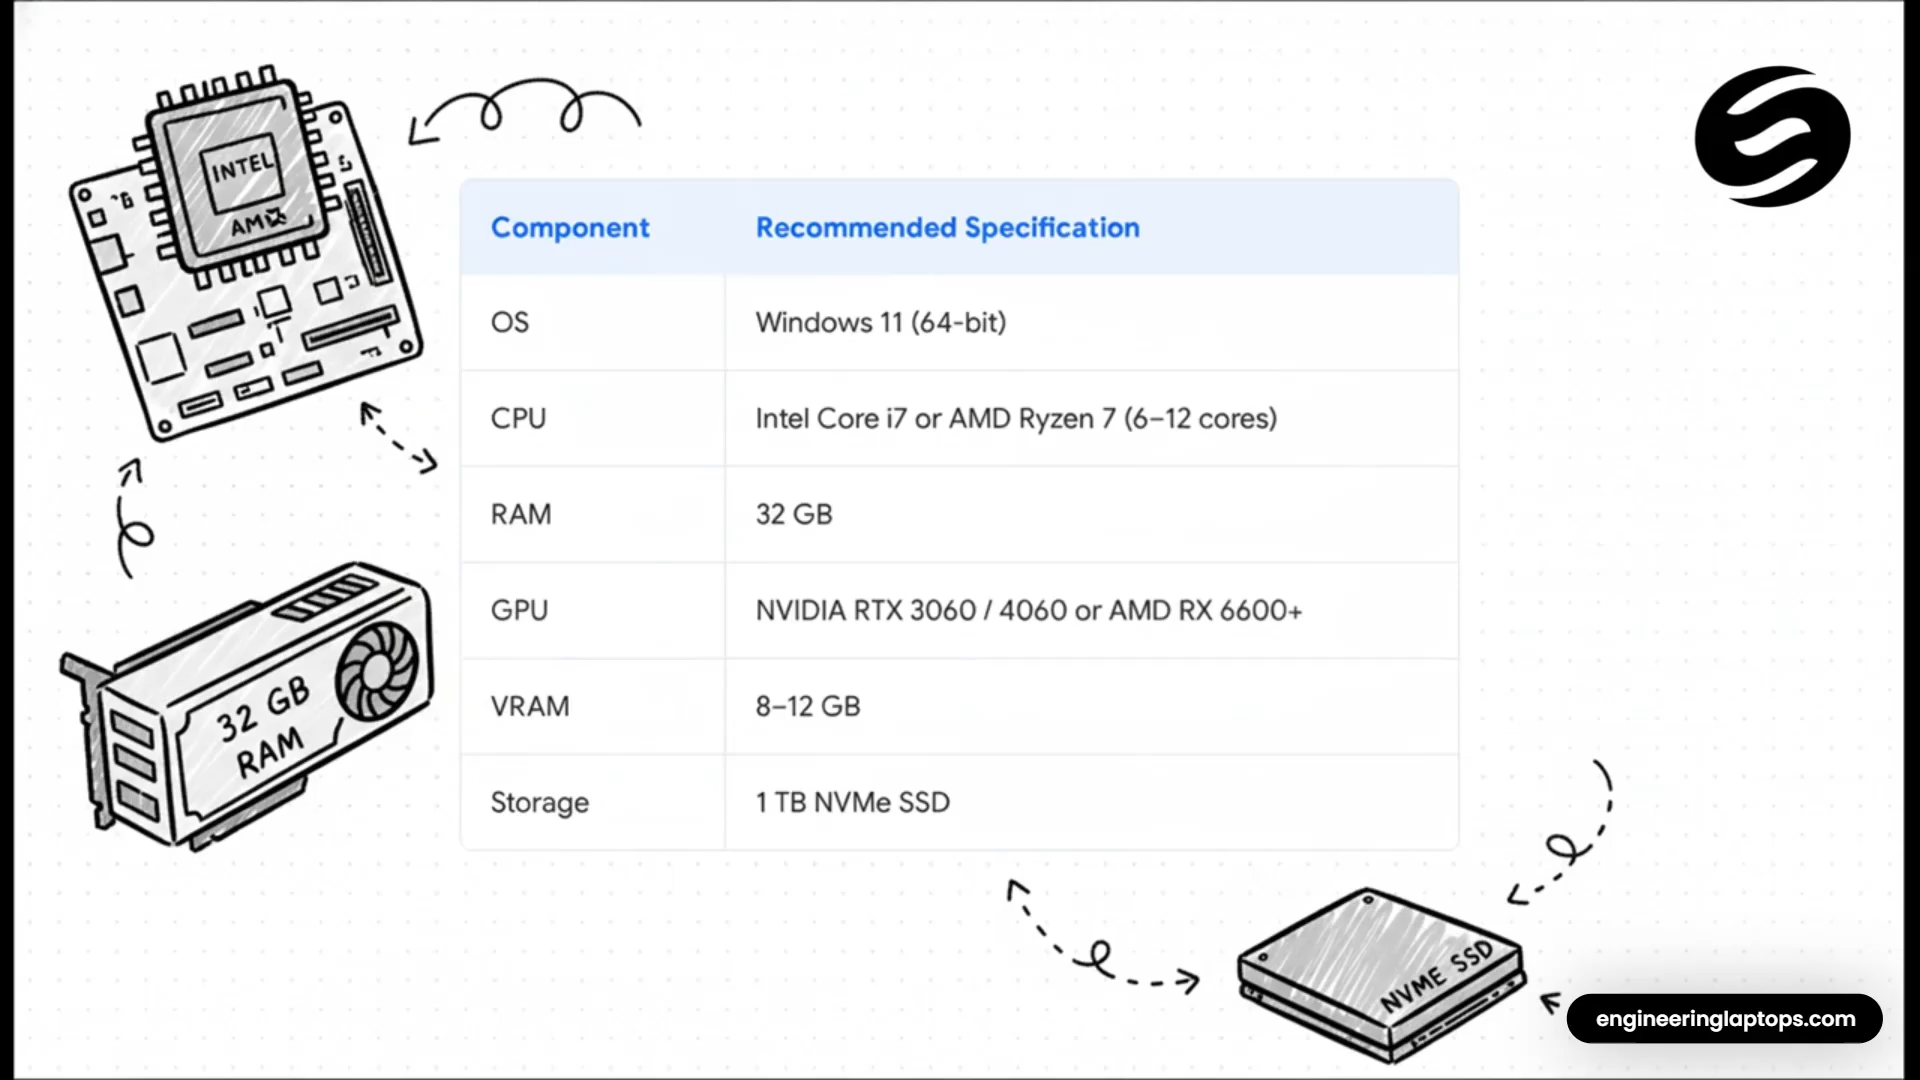 INTEL
AMD
Component Recommended Specification
OS Windows 11 (64-bit)
CPU Intel Core i7 or AMD Ryzen 7 (6–12 cores)
RAM 32 GB
GPU NVIDIA RTX 3060 / 4060 or AMD RX 6600+
VRAM 8–12 GB
Storage 1 TB NVMe SSD
32 GB
RAM
NVME SSD
engineeringlaptops.com